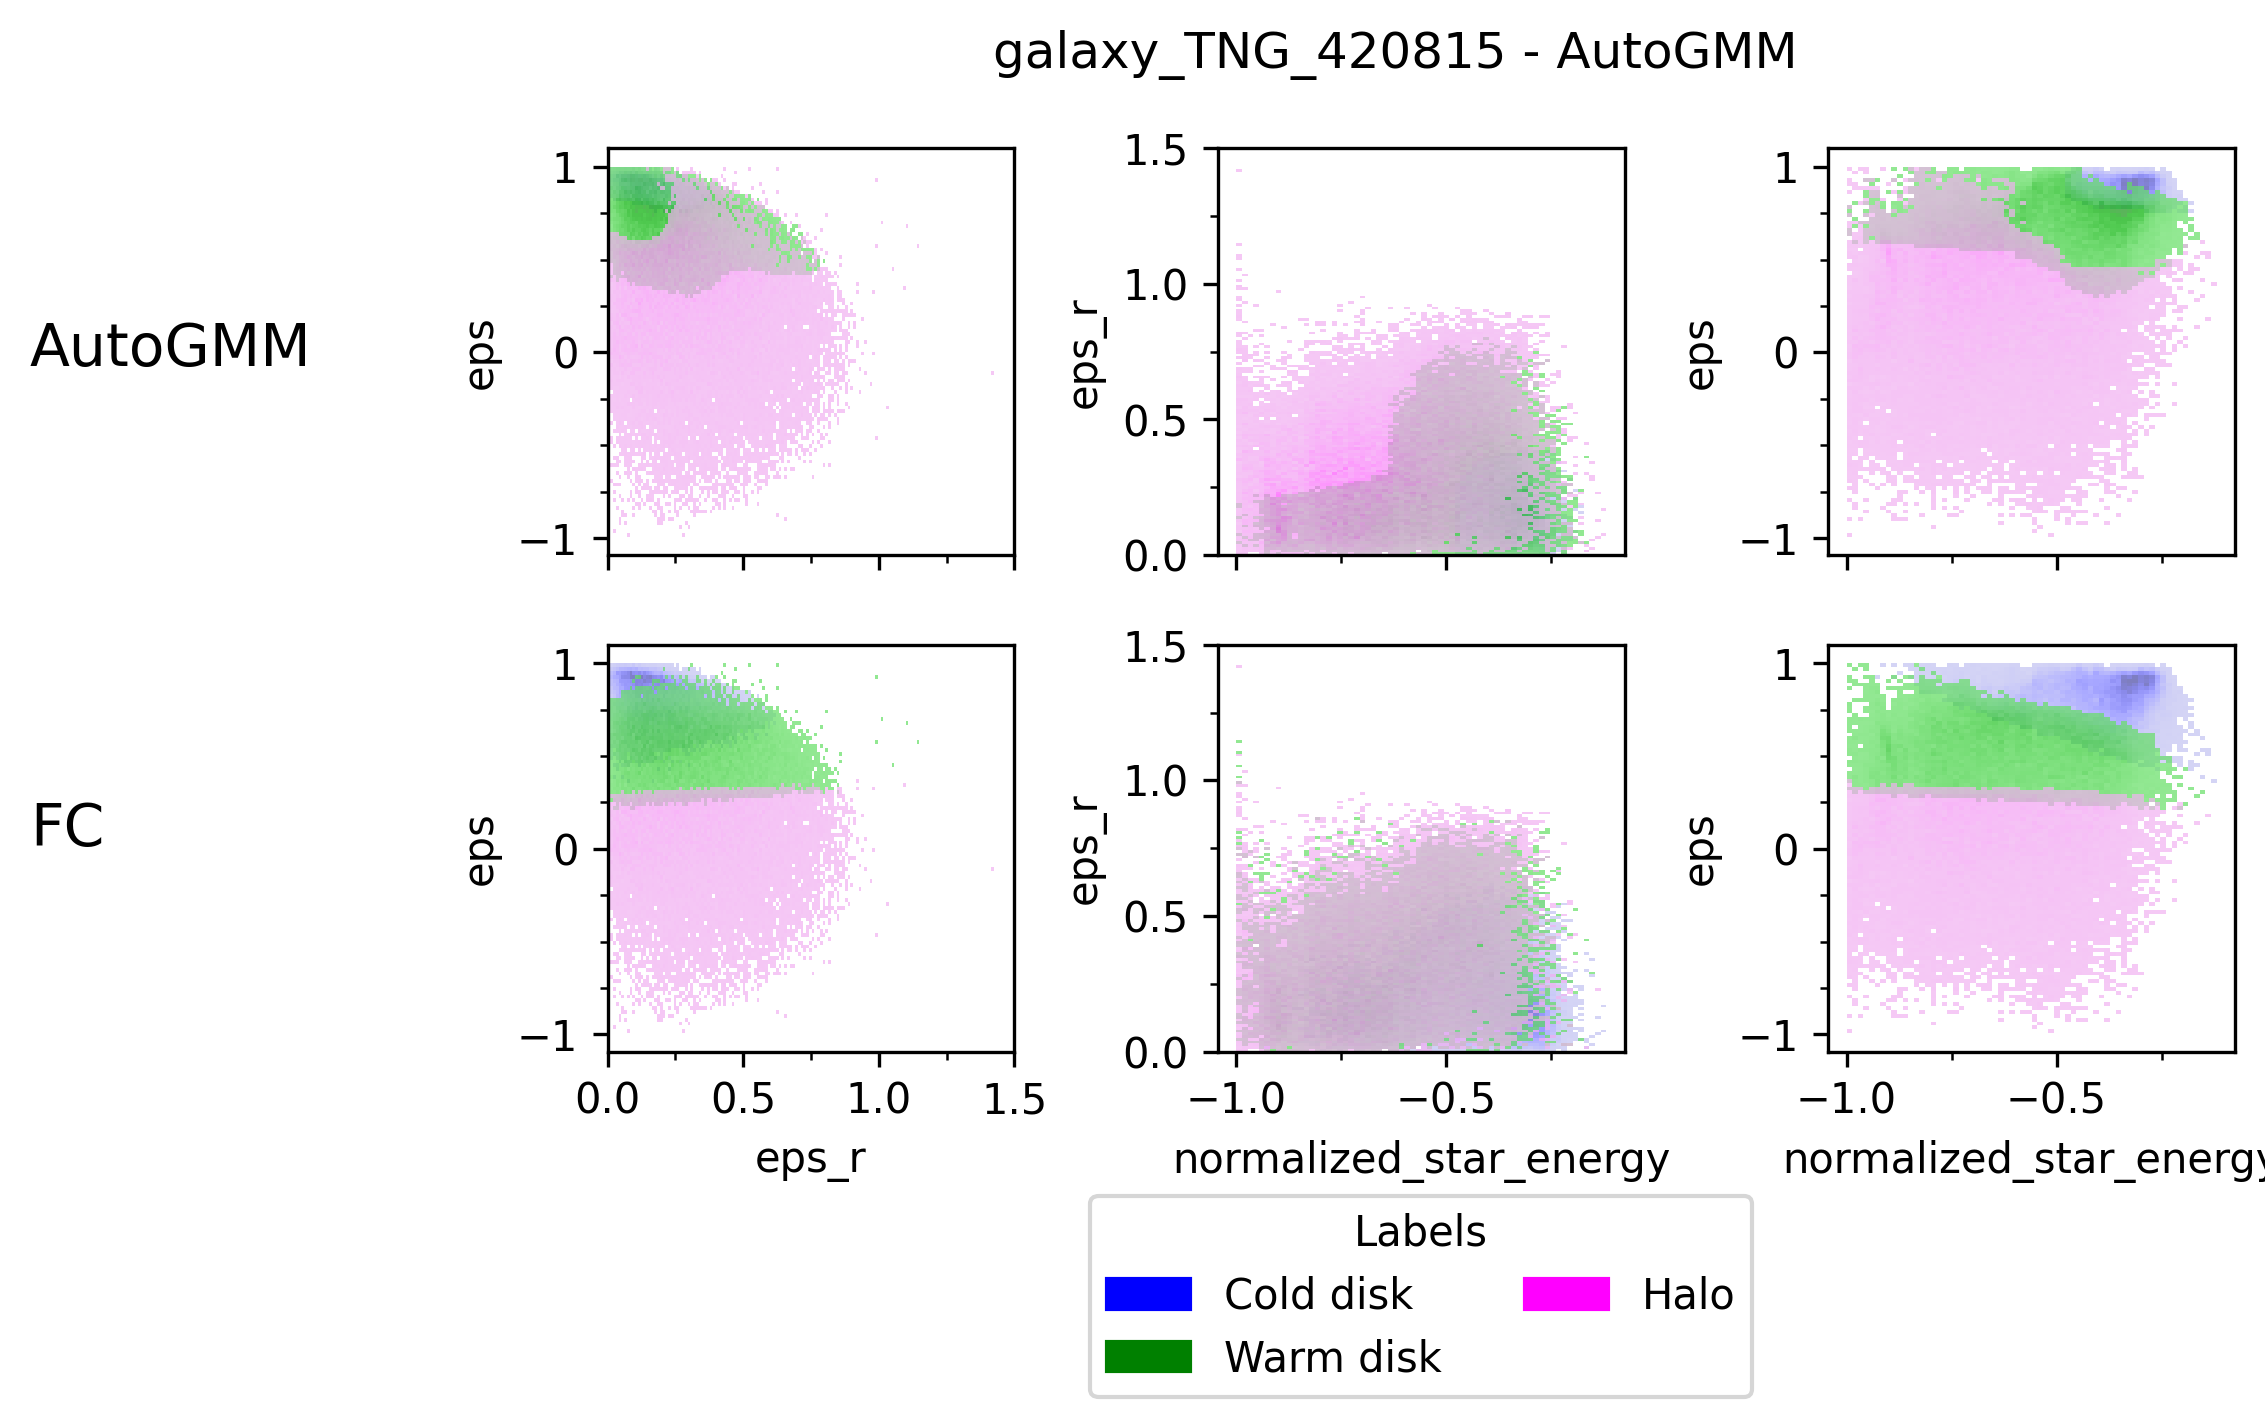 galaxy_TNG_420815 - AutoGMM
AutoGMM
eps
1
0
−1
eps_r
1.5
1.0
0.5
0.0
eps
1
0
−1
FC
eps
1
0
−1
0.0 0.5 1.0 1.5
eps_r
eps_r
1.5
1.0
0.5
0.0
−1.0 −0.5
normalized_star_energy
eps
1
0
−1
−1.0 −0.5
normalized_star_energy
Labels
Cold disk
Warm disk
Halo